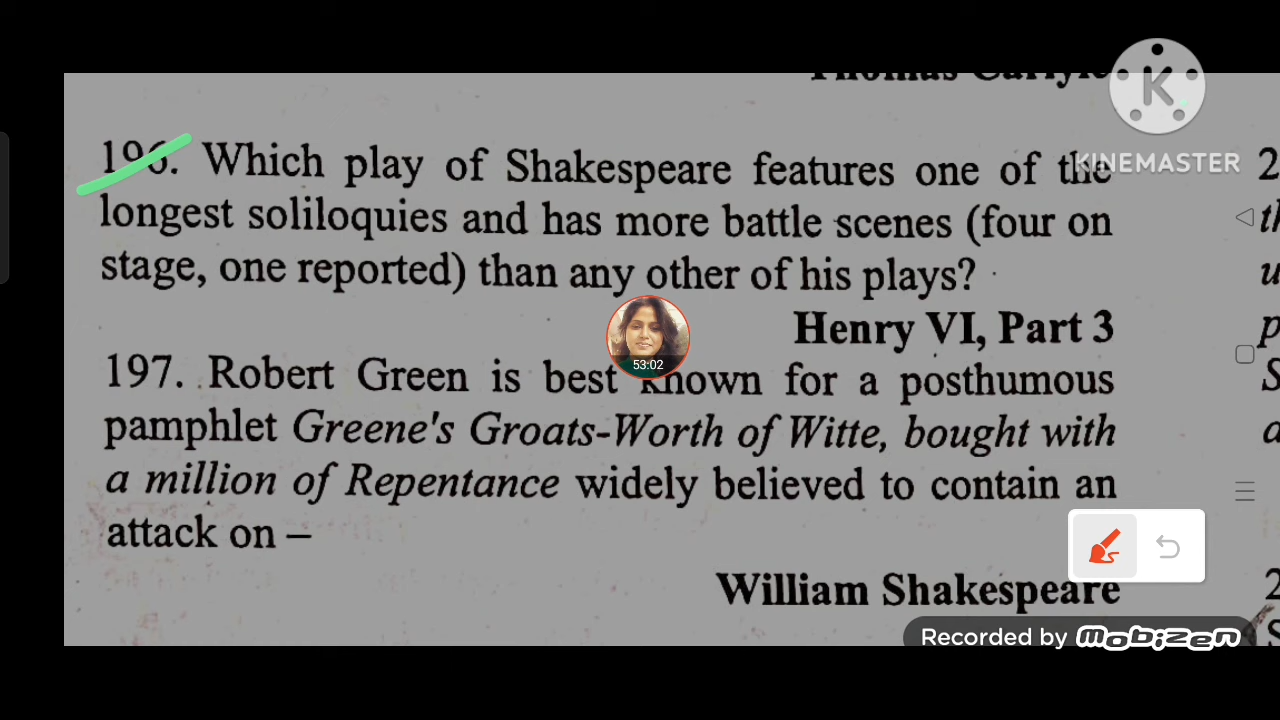 Thomas Carlyle
KINEMASTER
196. Which play of Shakespeare features one of the
longest soliloquies and has more battle scenes (four on
stage, one reported) than any other of his plays?
Henry VI, Part 3
53:02
197. Robert Green is best known for a posthumous
pamphlet Greene's Groats-Worth of Witte, bought with
a million of Repentance widely believed to contain an
attack on –
William Shakespeare
Recorded by mobizen